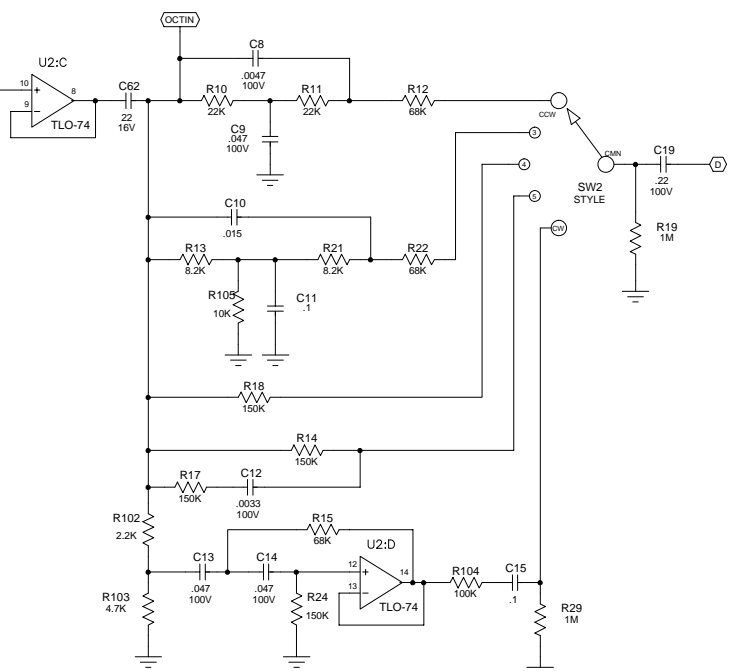 OCTIN
U2:C
C8
.0047
100V
C62
R10
R11
R12
10
+
8
22K
22K
68K
9
-
TLO-74
22
16V
C9
.047
100V
CCW
3
4
CMN
C19
D
SW2
STYLE
.22
100V
5
C10
.015
CW
R19
1M
R13
R21
R22
8.2K
8.2K
68K
R105
10K
C11
.1
R18
150K
R14
150K
R17
C12
150K
.0033
100V
R102
2.2K
R15
68K
U2:D
C13
C14
12
+
14
R104
C15
.047
100V
.047
100V
13
-
TLO-74
100K
.1
R103
4.7K
R24
150K
R29
1M